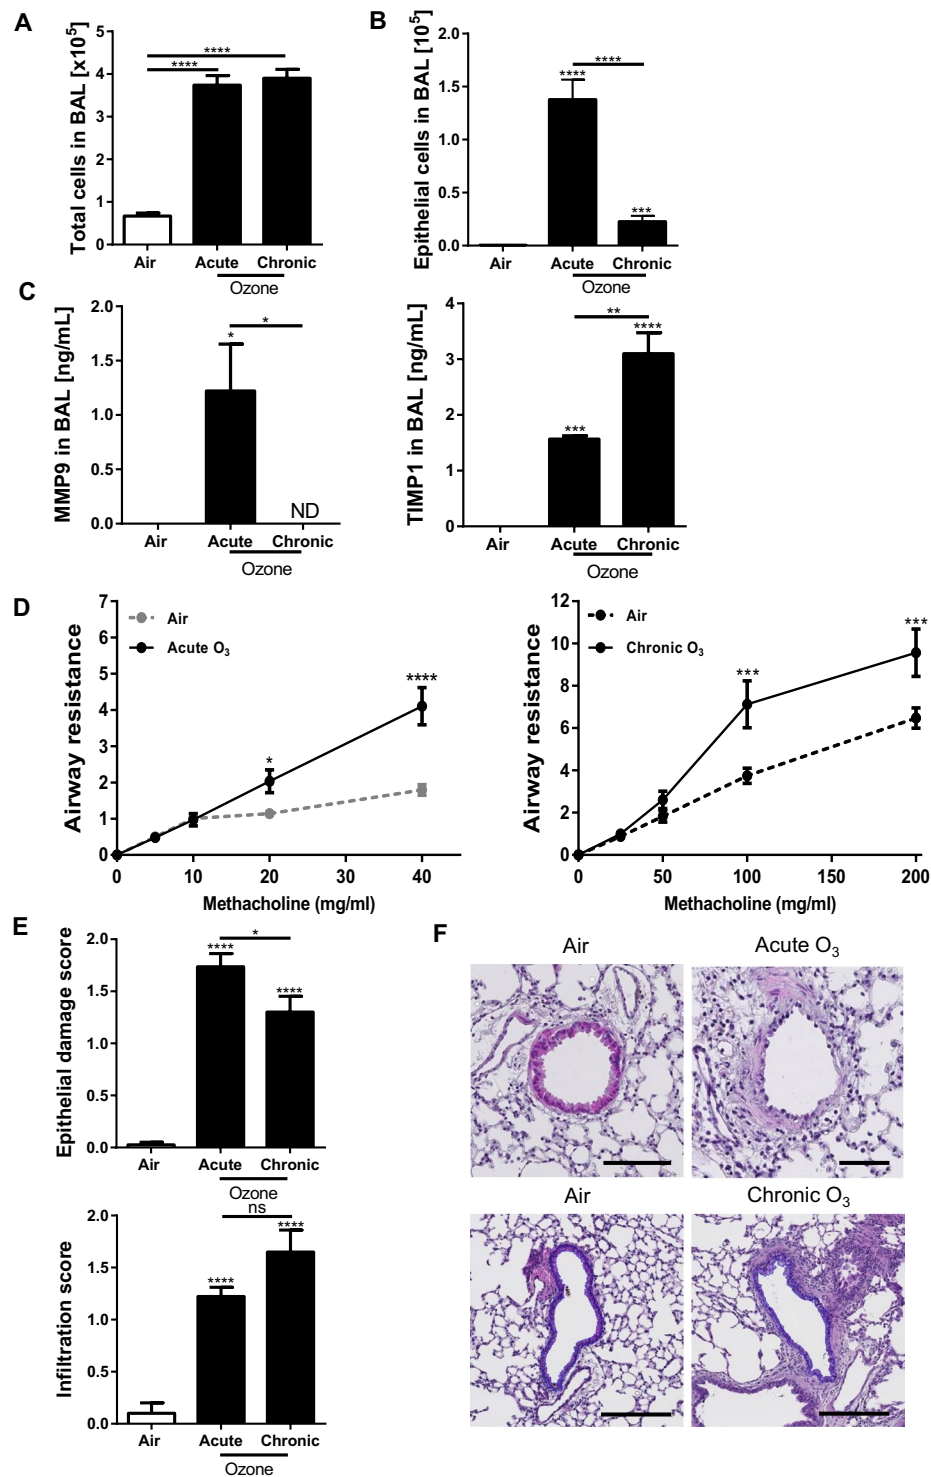 A
Total cells in BAL [x10⁵]
5
4
3
2
1
0
****
****
Air
Acute
Chronic
Ozone
B
Epithelial cells in BAL [10⁵]
2.0
1.5
1.0
0.5
0.0
****
****
***
Air
Acute
Chronic
Ozone
C
MMP9 in BAL [ng/mL]
2.0
1.5
1.0
0.5
0.0
*
*
ND
Air
Acute
Chronic
Ozone
TIMP1 in BAL [ng/mL]
4
3
2
1
0
**
****
***
Air
Acute
Chronic
Ozone
D
Airway resistance
7
6
5
4
3
2
1
0
Air
Acute O₃
****
*
0
10
20
30
40
Methacholine (mg/ml)
Airway resistance
12
10
8
6
4
2
0
Air
Chronic O₃
***
***
0
50
100
150
200
Methacholine (mg/ml)
E
Epithelial damage score
2.0
1.5
1.0
0.5
0.0
*
****
****
Air
Acute
Chronic
Ozone
Infiltration score
2.0
1.5
1.0
0.5
0.0
ns
****
****
Air
Acute
Chronic
Ozone
F
Air
Acute O₃
Air
Chronic O₃